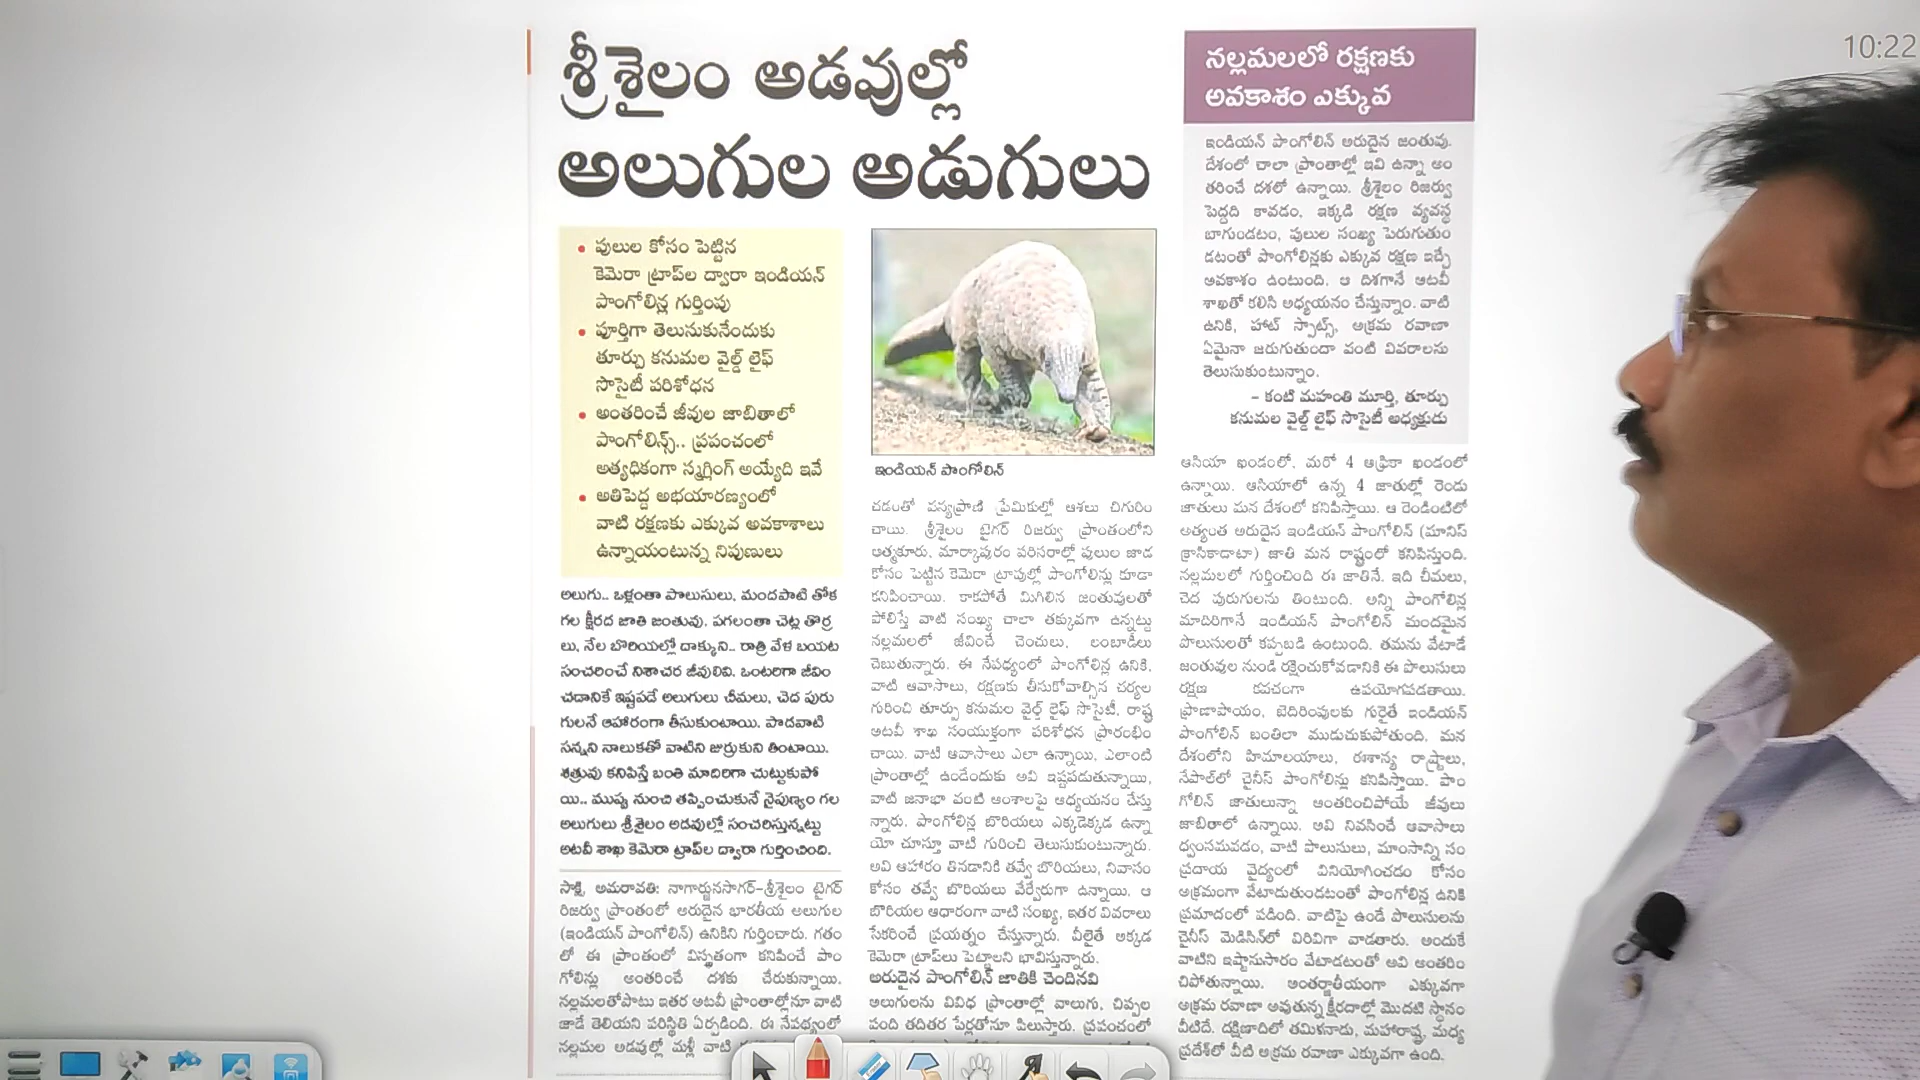 10:22
శ్రీశైలం అడవుల్లో
అలుగుల అడుగులు
• పులుల కోసం పెట్టిన
కెమెరా ట్రాప్‌ల ద్వారా ఇండియన్
పాంగోలిన్ల గుర్తింపు
• పూర్తిగా తెలుసుకునేందుకు
తూర్పు కనుమల వైల్డ్ లైఫ్
సొసైటీ పరిశోధన
• అంతరించే జీవుల జాబితాలో
పాంగోలిన్స్.. ప్రపంచంలో
అత్యధికంగా స్మగ్లింగ్ అయ్యేది ఇవే
• అతిపెద్ద అభయారణ్యంలో
వాటి రక్షణకు ఎక్కువ అవకాశాలు
ఉన్నాయంటున్న నిపుణులు
అలుగు.. ఒళ్లంతా పొలుసులు, మందపాటి తోక
గల క్షీరద జాతి జంతువు. పగలంతా చెట్ల తొర్ర
లు, నేల బొరియల్లో దాక్కుని.. రాత్రి వేళ బయట
సంచరించే నిశాచర జీవులివి. ఒంటరిగా జీవిం
చడానికే ఇష్టపడే అలుగులు చీమలు, చెద పురు
గులనే ఆహారంగా తీసుకుంటాయి. పొడవాటి
సన్నని నాలుకతో వాటిని జుర్రుకుని తింటాయి.
శత్రువు కనిపిస్తే బంతి మాదిరిగా చుట్టుకుపో
యి.. ముప్పు నుంచి తప్పించుకునే నైపుణ్యం గల
అలుగులు శ్రీశైలం అడవుల్లో సంచరిస్తున్నట్టు
అటవీ శాఖ కెమెరా ట్రాప్‌ల ద్వారా గుర్తించింది.
సాక్షి, అమరావతి: నాగార్జునసాగర్–శ్రీశైలం టైగర్
రిజర్వు ప్రాంతంలో అరుదైన భారతీయ అలుగుల
(ఇండియన్ పాంగోలిన్) ఉనికిని గుర్తించారు. గతం
లో ఈ ప్రాంతంలో విస్తృతంగా కనిపించే పాం
గోలిన్లు అంతరించే దశకు చేరుకున్నాయి.
నల్లమలతోపాటు ఇతర అటవీ ప్రాంతాల్లోనూ వాటి
జాడే తెలియని పరిస్థితి ఏర్పడింది. ఈ నేపథ్యంలో
నల్లమల అడవుల్లో మళ్లీ వాటి
ఇండియన్ పాంగోలిన్
చడంతో వన్యప్రాణి ప్రేమికుల్లో ఆశలు చిగురిం
చాయి. శ్రీశైలం టైగర్ రిజర్వు ప్రాంతంలోని
ఆత్మకూరు, మార్కాపురం పరిసరాల్లో పులుల జాడ
కోసం పెట్టిన కెమెరా ట్రాపుల్లో పాంగోలిన్లు కూడా
కనిపించాయి. కాకపోతే మిగిలిన జంతువులతో
పోలిస్తే వాటి సంఖ్య చాలా తక్కువగా ఉన్నట్టు
నల్లమలలో జీవించే చెంచులు, లంబాడీలు
చెబుతున్నారు. ఈ నేపథ్యంలో పాంగోలిన్ల ఉనికి,
వాటి ఆవాసాలు, రక్షణకు తీసుకోవాల్సిన చర్యల
గురించి తూర్పు కనుమల వైల్డ్ లైఫ్ సొసైటీ, రాష్ట్ర
అటవీ శాఖ సంయుక్తంగా పరిశోధన ప్రారంభిం
చాయి. వాటి ఆవాసాలు ఎలా ఉన్నాయి, ఎలాంటి
ప్రాంతాల్లో ఉండేందుకు అవి ఇష్టపడుతున్నాయి,
వాటి జనాభా వంటి అంశాలపై అధ్యయనం చేస్తు
న్నారు. పాంగోలిన్ల బొరియలు ఎక్కడెక్కడ ఉన్నా
యో చూస్తూ వాటి గురించి తెలుసుకుంటున్నారు.
అవి ఆహారం తినడానికి తవ్వే బొరియలు, నివాసం
కోసం తవ్వే బొరియలు వేర్వేరుగా ఉన్నాయి. ఆ
బొరియల ఆధారంగా వాటి సంఖ్య, ఇతర వివరాలు
సేకరించే ప్రయత్నం చేస్తున్నారు. వీలైతే అక్కడ
కెమెరా ట్రాప్‌లు పెట్టాలని భావిస్తున్నారు.
అరుదైన పాంగోలిన్ జాతికి చెందినవి
అలుగులను వివిధ ప్రాంతాల్లో వాలుగు, చిప్పల
పంది తదితర పేర్లతోనూ పిలుస్తారు. ప్రపంచంలో
నల్లమలలో రక్షణకు
అవకాశం ఎక్కువ
ఇండియన్ పాంగోలిన్ అరుదైన జంతువు.
దేశంలో చాలా ప్రాంతాల్లో ఇవి ఉన్నా అం
తరించే దశలో ఉన్నాయి. శ్రీశైలం రిజర్వు
పెద్దది కావడం, ఇక్కడి రక్షణ వ్యవస్థ
బాగుండటం, పులుల సంఖ్య పెరుగుతుం
డటంతో పాంగోలిన్లకు ఎక్కువ రక్షణ ఇచ్చే
అవకాశం ఉంటుంది. ఆ దిశగానే అటవీ
శాఖతో కలిసి అధ్యయనం చేస్తున్నాం. వాటి
ఉనికి, హాట్ స్పాట్స్, అక్రమ రవాణా
ఏమైనా జరుగుతుందా వంటి వివరాలను
తెలుసుకుంటున్నాం.
– కంటి మహంతి మూర్తి, తూర్పు
కనుమల వైల్డ్ లైఫ్ సొసైటీ అధ్యక్షుడు
ఆసియా ఖండంలో, మరో 4 ఆఫ్రికా ఖండంలో
ఉన్నాయి. ఆసియాలో ఉన్న 4 జాతుల్లో రెండు
జాతులు మన దేశంలో కనిపిస్తాయి. ఆ రెండింటిలో
అత్యంత అరుదైన ఇండియన్ పాంగోలిన్ (మానిస్
క్రాసికాడాటా) జాతి మన రాష్ట్రంలో కనిపిస్తుంది.
నల్లమలలో గుర్తించింది ఈ జాతినే. ఇది చీమలు,
చెద పురుగులను తింటుంది. అన్ని పాంగోలిన్ల
మాదిరిగానే ఇండియన్ పాంగోలిన్ మందమైన
పొలుసులతో కప్పబడి ఉంటుంది. తమను వేటాడే
జంతువుల నుండి రక్షించుకోవడానికి ఈ పొలుసులు
రక్షణ కవచంగా ఉపయోగపడతాయి.
ప్రాణాపాయం, బెదిరింపులకు గురైతే ఇండియన్
పాంగోలిన్ బంతిలా ముడుచుకుపోతుంది. మన
దేశంలోని హిమాలయాలు, ఈశాన్య రాష్ట్రాలు,
నేపాల్‌లో చైనీస్ పాంగోలిన్లు కనిపిస్తాయి. పాం
గోలిన్ జాతులున్నా అంతరించిపోయే జీవులు
జాబితాలో ఉన్నాయి. అవి నివసించే ఆవాసాలు
ధ్వంసమవడం, వాటి పొలుసులు, మాంసాన్ని సం
ప్రదాయ వైద్యంలో వినియోగించడం కోసం
అక్రమంగా వేటాడుతుండటంతో పాంగోలిన్ల ఉనికి
ప్రమాదంలో పడింది. వాటిపై ఉండే పొలుసులను
చైనీస్ మెడిసిన్‌లో విరివిగా వాడతారు. అందుకే
వాటిని ఇష్టానుసారం వేటాడటంతో అవి అంతరిం
చిపోతున్నాయి. అంతర్జాతీయంగా ఎక్కువగా
అక్రమ రవాణా అవుతున్న క్షీరదాల్లో మొదటి స్థానం
వీటిదే. దక్షిణాదిలో తమిళనాడు, మహారాష్ట్ర, మధ్య
ప్రదేశ్‌లో వీటి అక్రమ రవాణా ఎక్కువగా ఉంది.